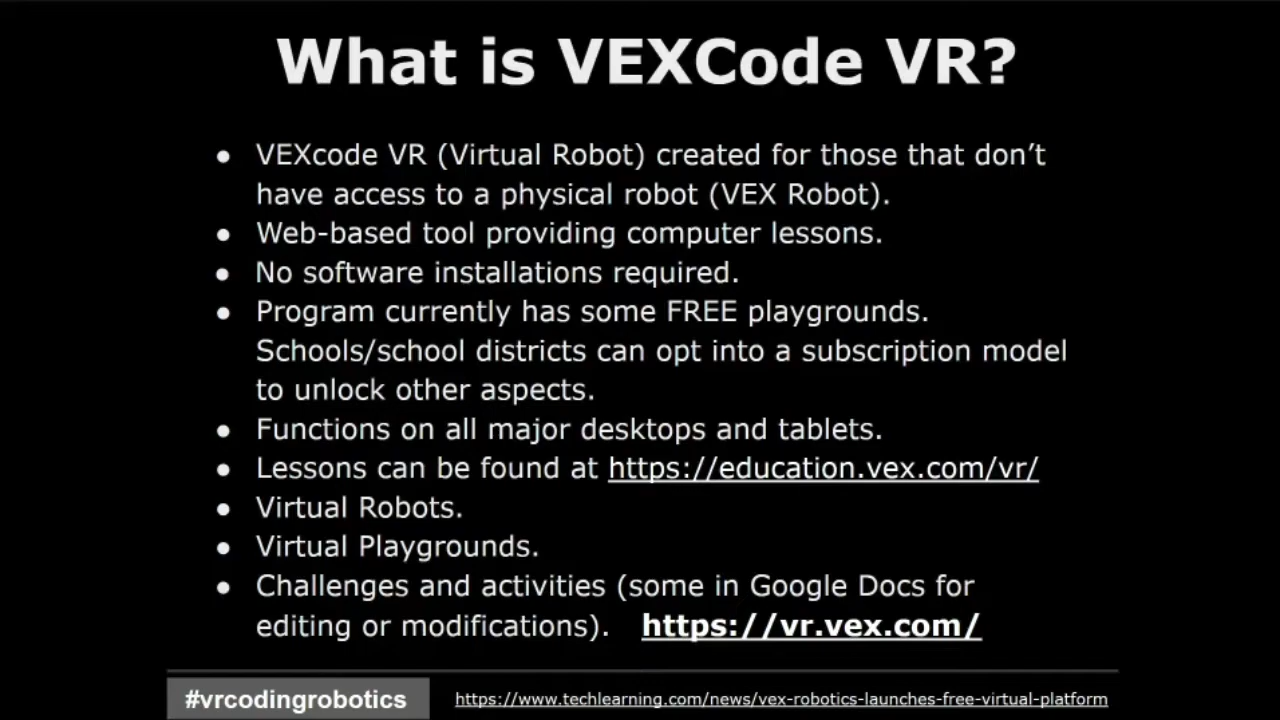 What is VEXCode VR?
● VEXcode VR (Virtual Robot) created for those that don’t
have access to a physical robot (VEX Robot).
● Web-based tool providing computer lessons.
● No software installations required.
● Program currently has some FREE playgrounds.
Schools/school districts can opt into a subscription model
to unlock other aspects.
● Functions on all major desktops and tablets.
● Lessons can be found at https://education.vex.com/vr/
● Virtual Robots.
● Virtual Playgrounds.
● Challenges and activities (some in Google Docs for
editing or modifications). https://vr.vex.com/
#vrcodingrobotics https://www.techlearning.com/news/vex-robotics-launches-free-virtual-platform